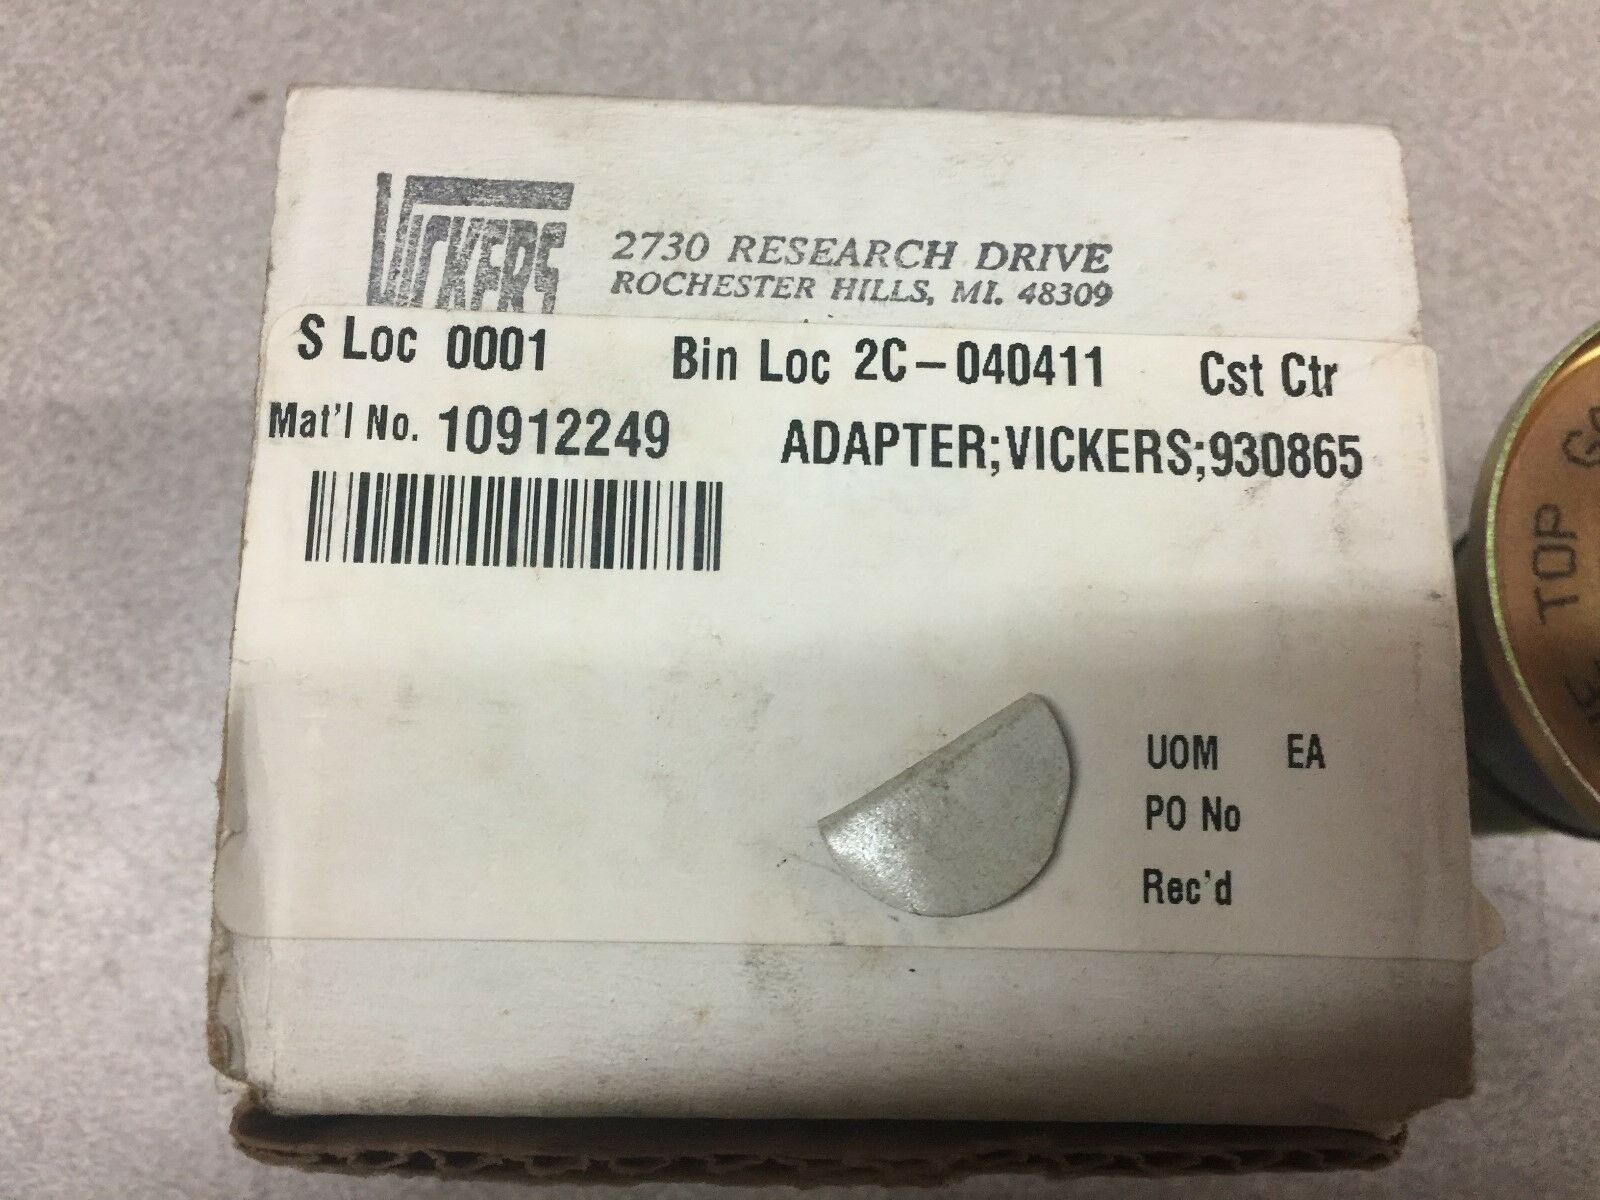 VICKERS
2730 RESEARCH DRIVE
ROCHESTER HILLS, MI. 48309
S Loc 0001 Bin Loc 2C-040411 Cst Ctr
Mat'l No. 10912249 ADAPTER;VICKERS;930865
UOM EA
PO No
Rec'd
TOP